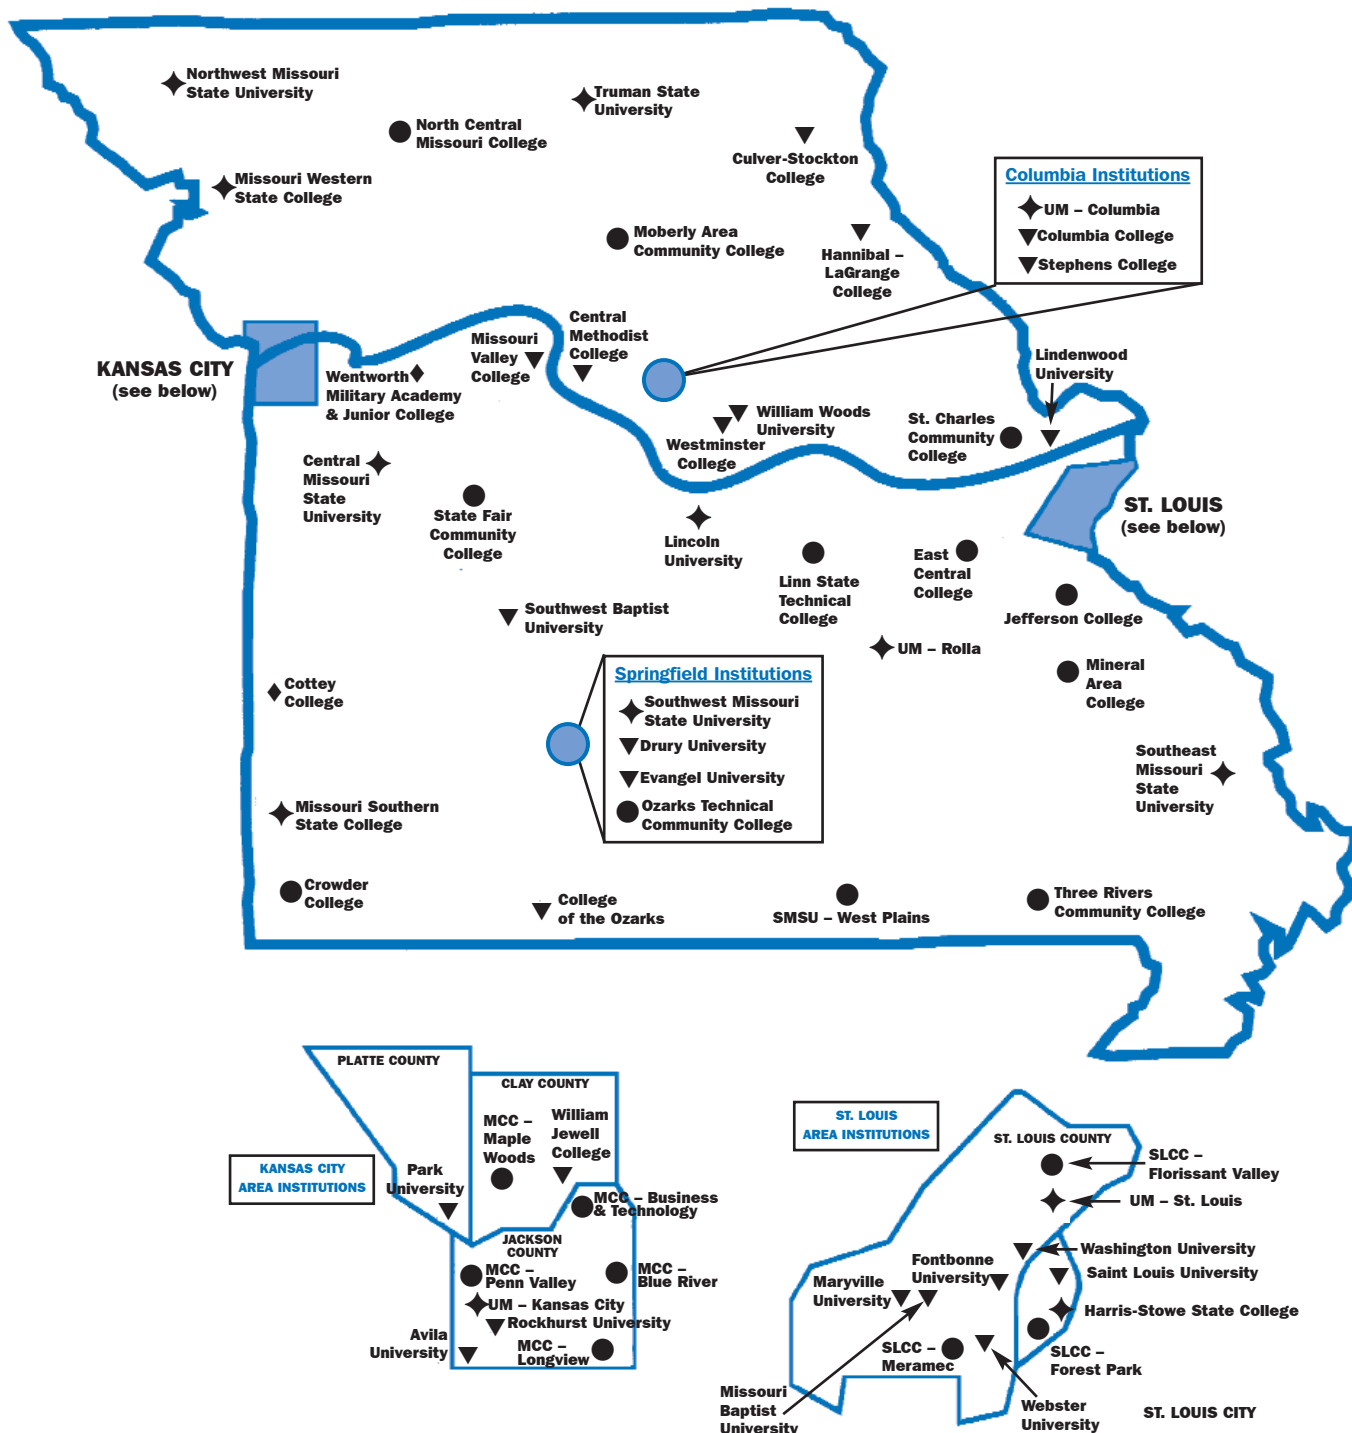 Northwest Missouri
State University
Truman State
University
North Central
Missouri College
Culver-Stockton
College
Missouri Western
State College
Columbia Institutions
UM – Columbia
Columbia College
Stephens College
Moberly Area
Community College
Hannibal –
LaGrange
College
Central
Methodist
College
Missouri
Valley
College
KANSAS CITY
(see below)
Wentworth
Military Academy
& Junior College
Lindenwood
University
William Woods
University
Westminster
College
St. Charles
Community
College
Central
Missouri
State
University
State Fair
Community
College
ST. LOUIS
(see below)
Lincoln
University
Linn State
Technical
College
East
Central
College
Jefferson College
Southwest Baptist
University
UM – Rolla
Mineral
Area
College
Cottey
College
Springfield Institutions
Southwest Missouri
State University
Drury University
Evangel University
Ozarks Technical
Community College
Southeast
Missouri
State
University
Missouri Southern
State College
Crowder
College
College
of the Ozarks
SMSU – West Plains
Three Rivers
Community College
PLATTE COUNTY
CLAY COUNTY
MCC –
Maple
Woods
William
Jewell
College
KANSAS CITY
AREA INSTITUTIONS
Park
University
MCC – Business
& Technology
JACKSON
COUNTY
MCC –
Penn Valley
MCC –
Blue River
UM – Kansas City
Rockhurst University
Avila
University
MCC –
Longview
ST. LOUIS
AREA INSTITUTIONS
ST. LOUIS COUNTY
SLCC –
Florissant Valley
UM – St. Louis
Washington University
Fontbonne
University
Saint Louis University
Maryville
University
Harris-Stowe State College
SLCC –
Meramec
SLCC –
Forest Park
Missouri
Baptist
University
Webster
University
ST. LOUIS CITY